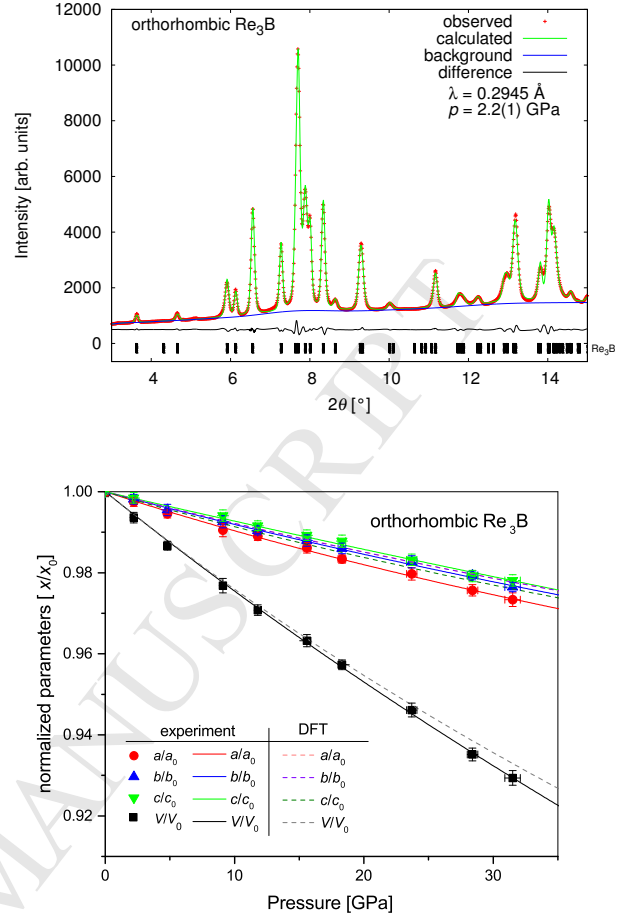 orthorhombic Re3B
observed
calculated
background
difference
λ = 0.2945 Å
p = 2.2(1) GPa
Intensity [arb. units]
12000
10000
8000
6000
4000
2000
0
Re3B
4 6 8 10 12 14
2θ [°]
MANUSCRIPT
orthorhombic Re3B
normalized parameters [x/x0]
1.00
0.98
0.96
0.94
0.92
experiment DFT
a/a0 a/a0 a/a0
b/b0 b/b0 b/b0
c/c0 c/c0 c/c0
V/V0 V/V0 V/V0
0 10 20 30
Pressure [GPa]